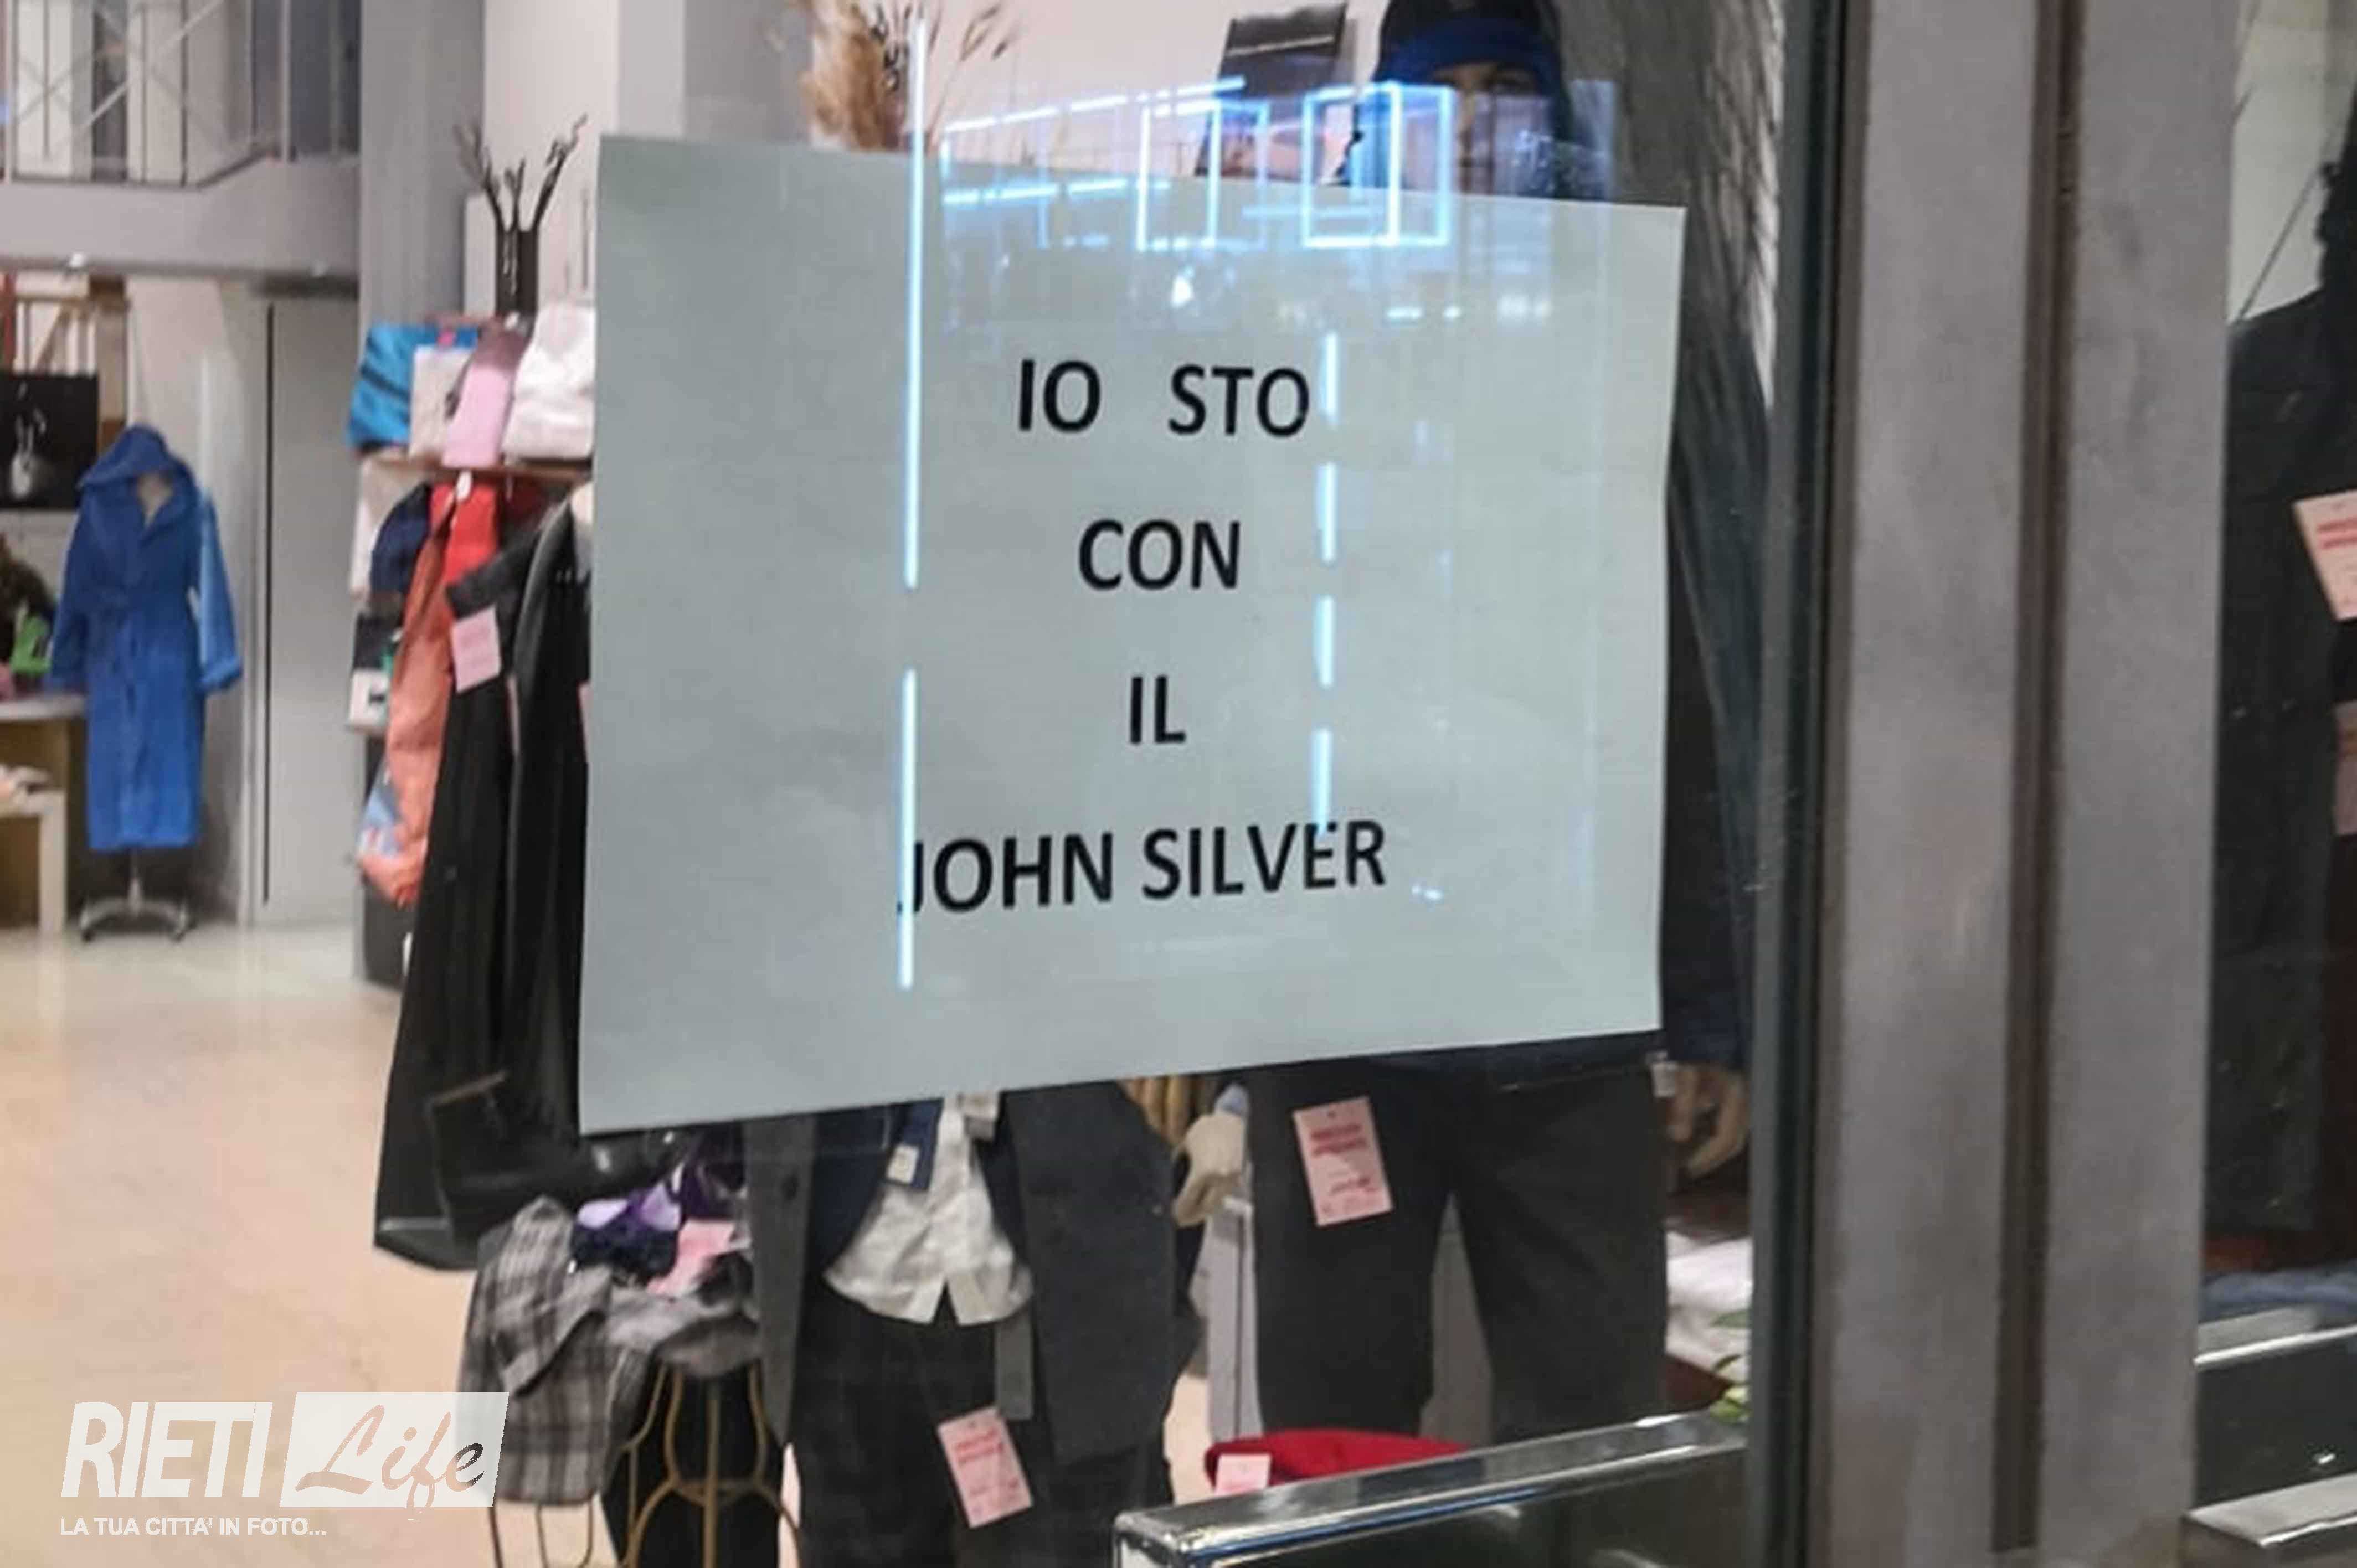 IO STO
CON
IL
JOHN SILVER
RIETI Life
LA TUA CITTA' IN FOTO...